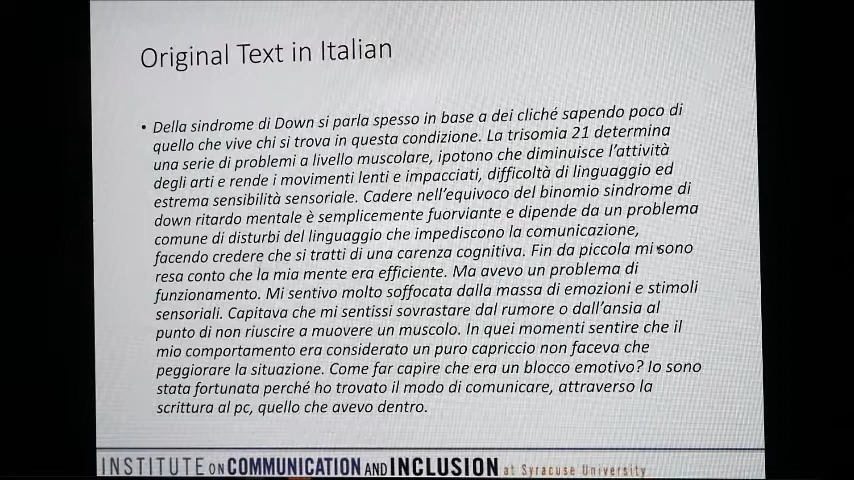 Original Text in Italian
• Della sindrome di Down si parla spesso in base a dei cliché sapendo poco di
quello che vive chi si trova in questa condizione. La trisomia 21 determina
una serie di problemi a livello muscolare, ipotono che diminuisce l'attività
degli arti e rende i movimenti lenti e impacciati, difficoltà di linguaggio ed
estrema sensibilità sensoriale. Cadere nell'equivoco del binomio sindrome di
down ritardo mentale è semplicemente fuorviante e dipende da un problema
comune di disturbi del linguaggio che impediscono la comunicazione,
facendo credere che si tratti di una carenza cognitiva. Fin da piccola mi sono
resa conto che la mia mente era efficiente. Ma avevo un problema di
funzionamento. Mi sentivo molto soffocata dalla massa di emozioni e stimoli
sensoriali. Capitava che mi sentissi sovrastare dal rumore o dall'ansia al
punto di non riuscire a muovere un muscolo. In quei momenti sentire che il
mio comportamento era considerato un puro capriccio non faceva che
peggiorare la situazione. Come far capire che era un blocco emotivo? Io sono
stata fortunata perché ho trovato il modo di comunicare, attraverso la
scrittura al pc, quello che avevo dentro.
INSTITUTE ON COMMUNICATION AND INCLUSION at Syracuse University